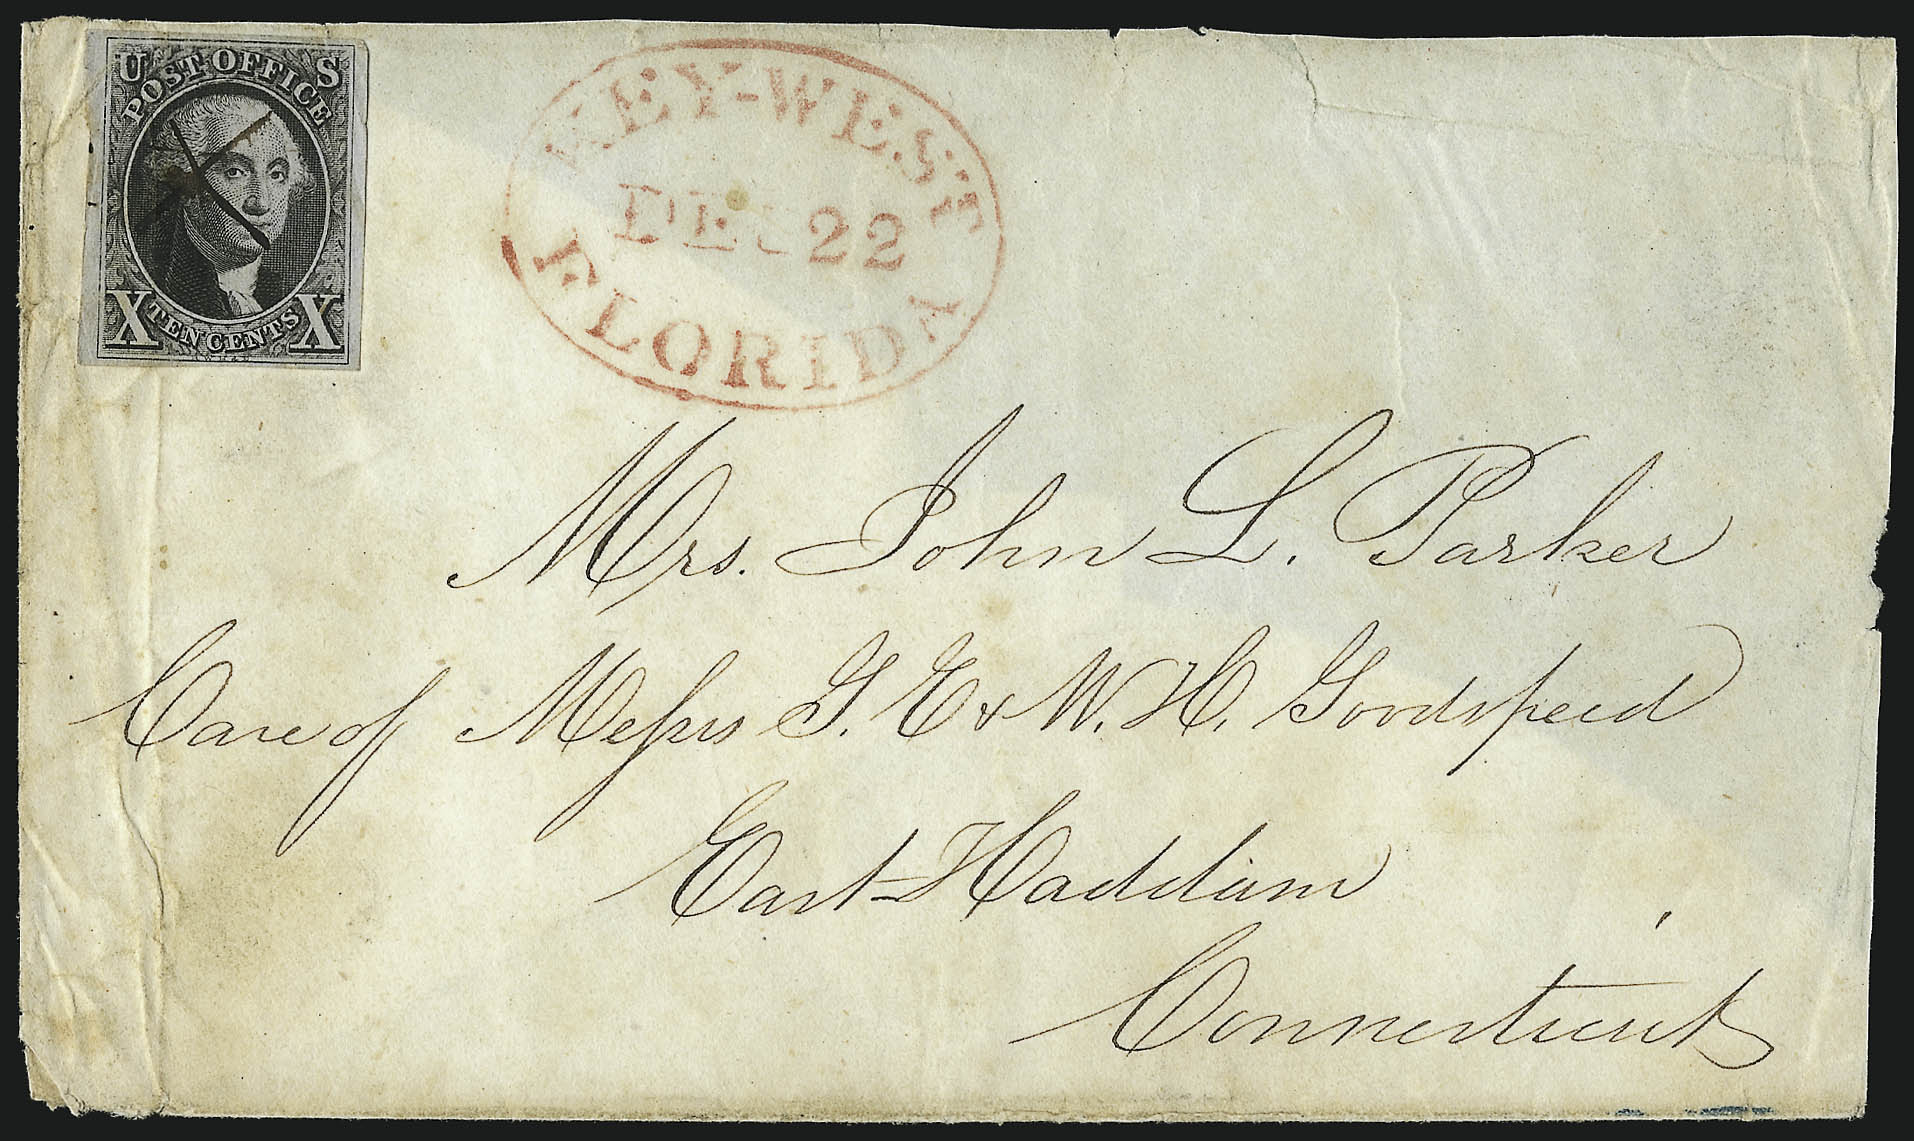 U S
POST OFFICE
X TEN CENTS X
KEY-WEST
DEC 22
FLORIDA
Mrs. John L. Parker
Care of Messrs G. E & W. H. Goodspeed
East-Haddam
Connecticut